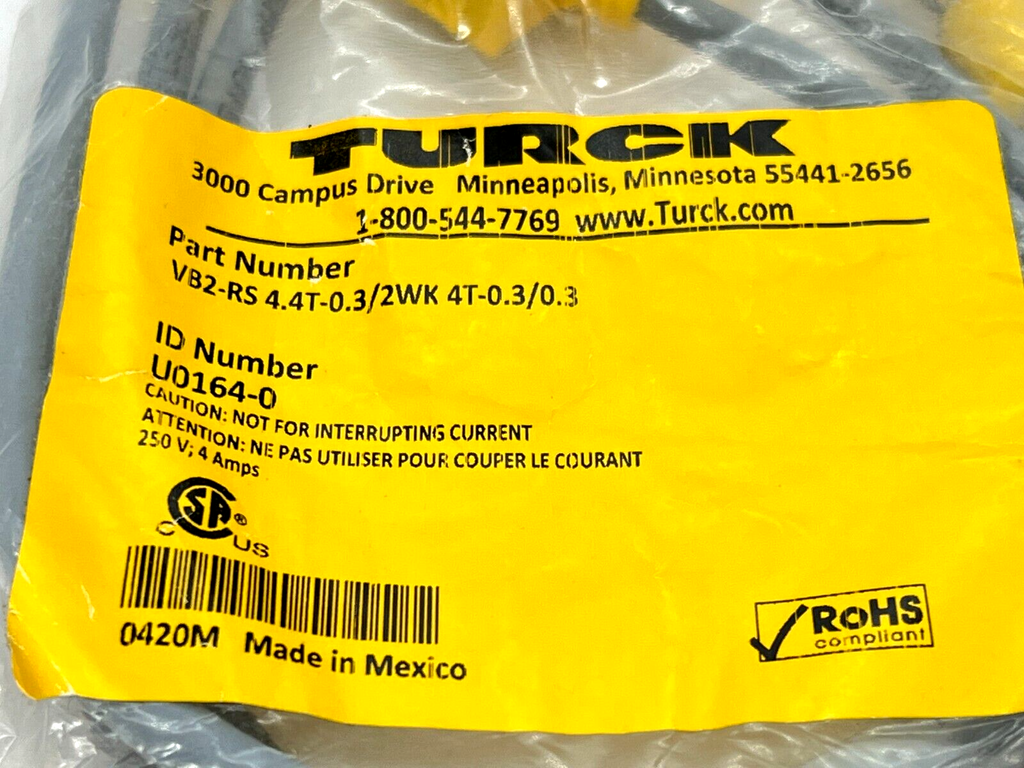 TURCK
3000 Campus Drive Minneapolis, Minnesota 55441-2656
1-800-544-7769 www.Turck.com
Part Number
VB2-RS 4.4T-0.3/2WK 4T-0.3/0.3
ID Number
U0164-0
CAUTION: NOT FOR INTERRUPTING CURRENT
ATTENTION: NE PAS UTILISER POUR COUPER LE COURANT
250 V; 4 Amps
SA®
C US
0420M Made in Mexico
RoHS
compliant